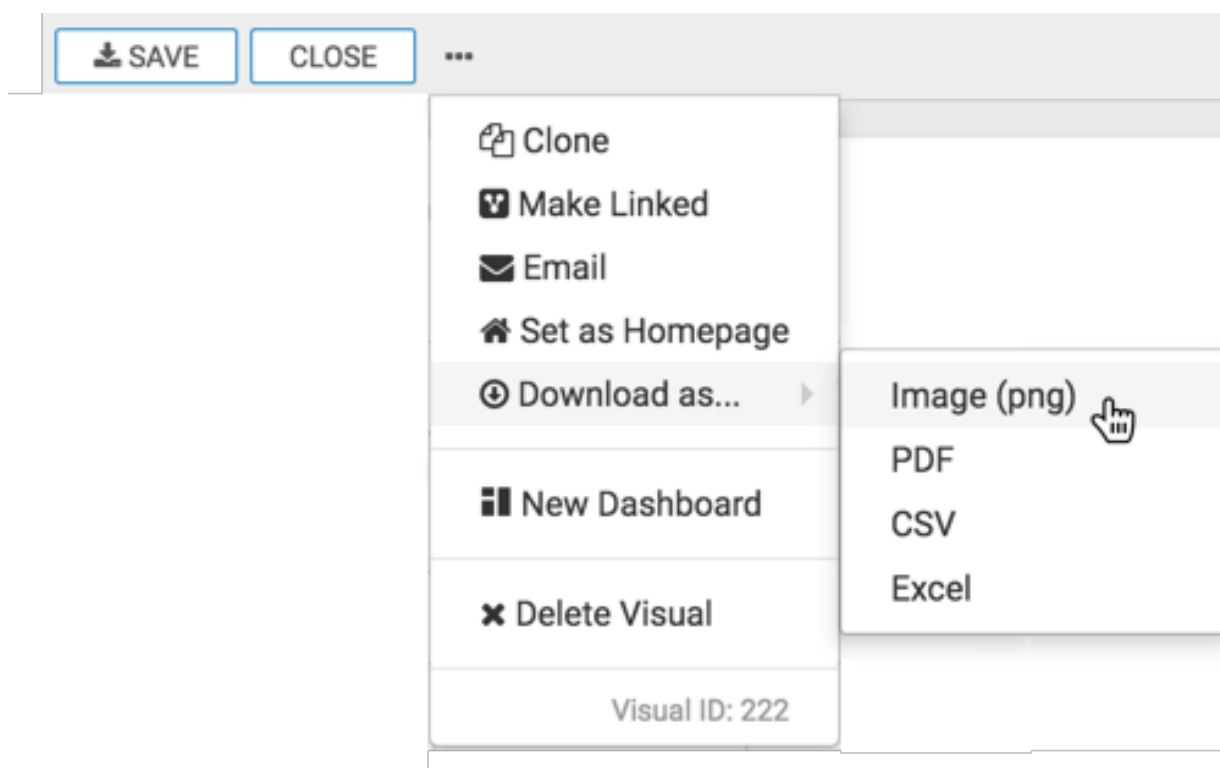 SAVE CLOSE
Clone
Make Linked
Email
Set as Homepage
Download as...
Image (png)
PDF
CSV
Excel
New Dashboard
Delete Visual
Visual ID: 222